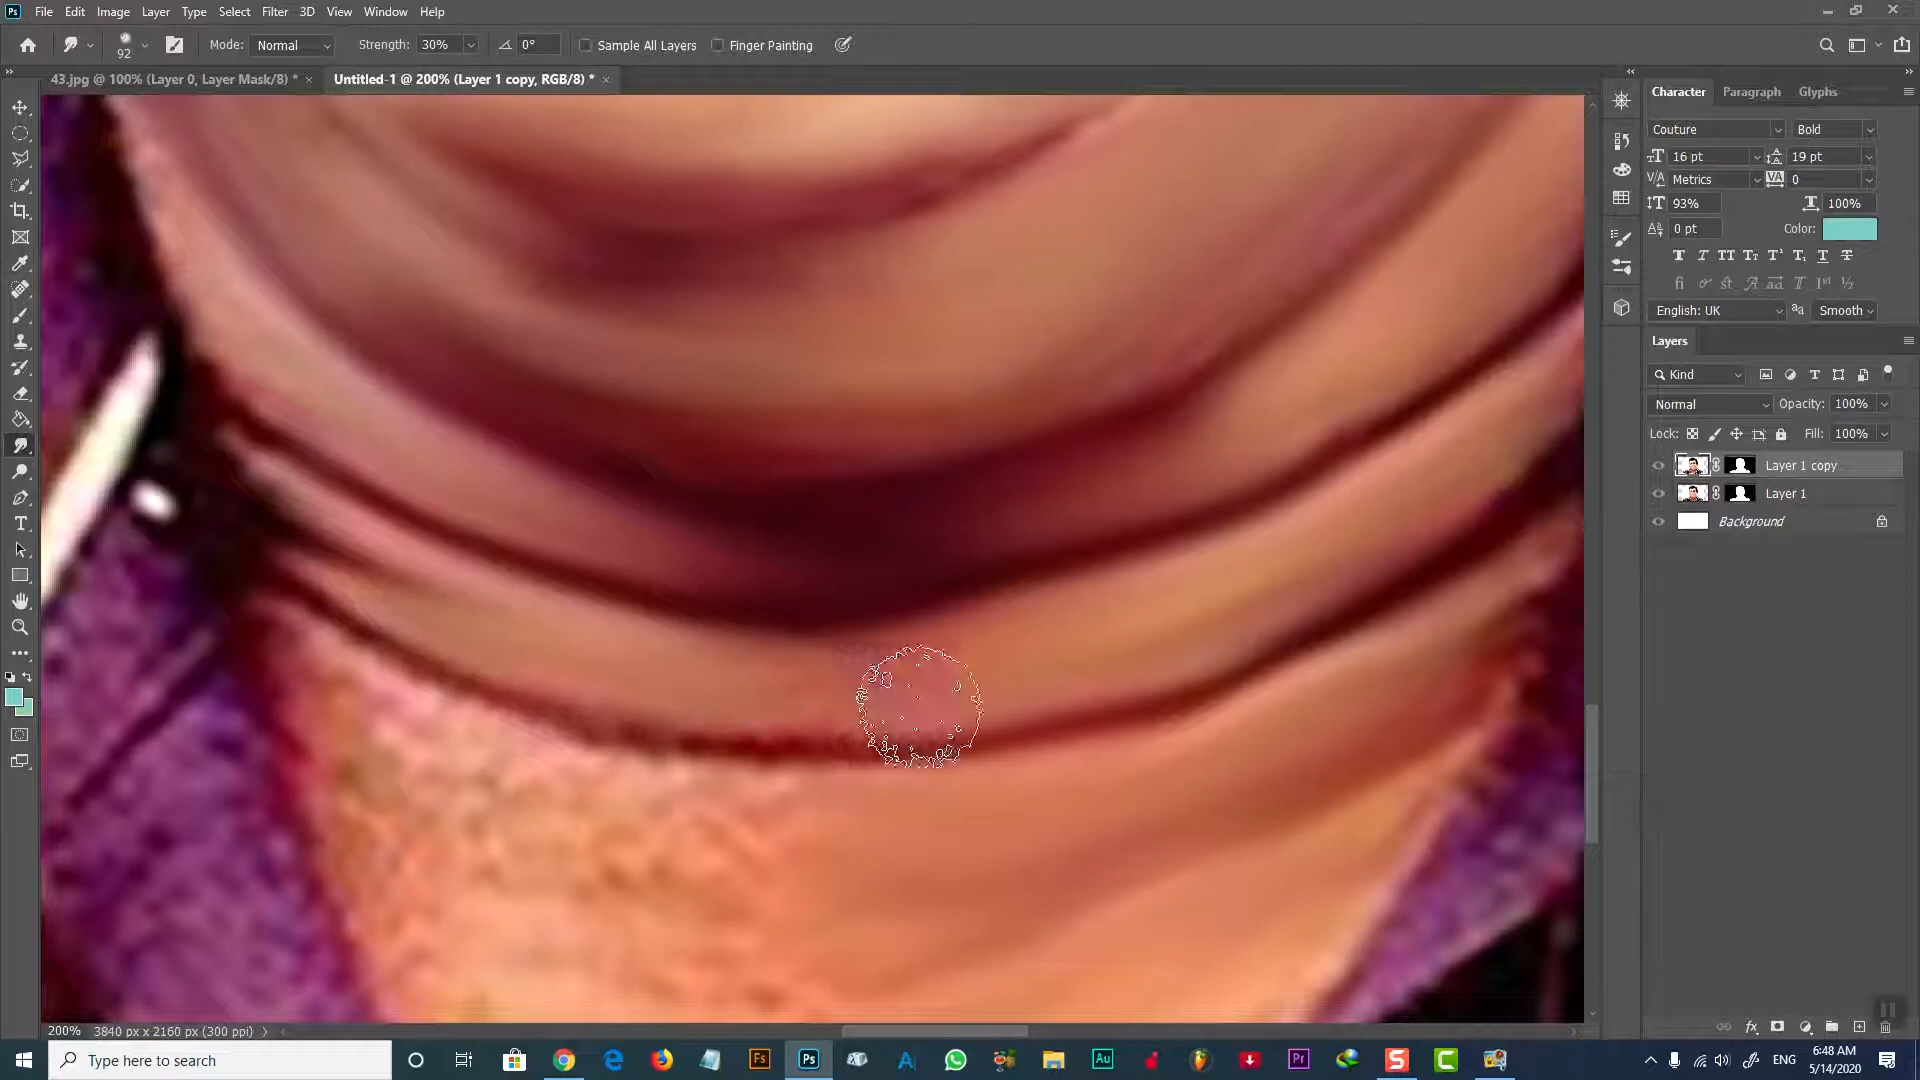 Ps File Edit Image Layer Type Select Filter 3D View Window Help
92 Mode: Normal Strength: 30% 0° Sample All Layers Finger Painting
43.jpg @ 100% (Layer 0, Layer Mask/8) * × Untitled-1 @ 200% (Layer 1 copy, RGB/8) * ×
Character Paragraph Glyphs
Couture Bold
16 pt 19 pt
Metrics 0
93% 100%
0 pt Color:
English: UK Smooth
Layers
Kind
Normal Opacity: 100%
Lock: Fill: 100%
Layer 1 copy
Layer 1
Background
200% 3840 px x 2160 px (300 ppi)
Type here to search
ENG
6:48 AM
5/14/2020